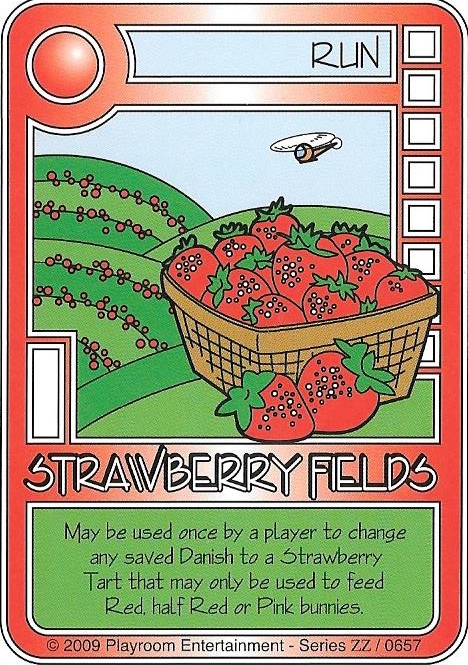 RUN
STRAWBERRY FIELDS
May be used once by a player to change
any saved Danish to a Strawberry
Tart that may only be used to feed
Red, half Red or Pink bunnies.
© 2009 Playroom Entertainment - Series ZZ / 0657